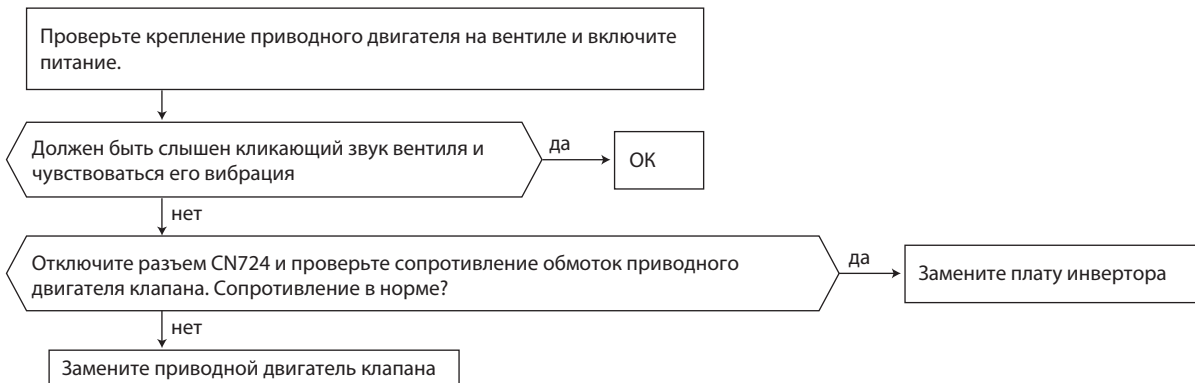 Проверьте крепление приводного двигателя на вентиле и включите
питание.
Должен быть слышен кликающий звук вентиля и
чувствоваться его вибрация
да
ОК
нет
Отключите разъем CN724 и проверьте сопротивление обмоток приводного
двигателя клапана. Сопротивление в норме?
да
Замените плату инвертора
нет
Замените приводной двигатель клапана